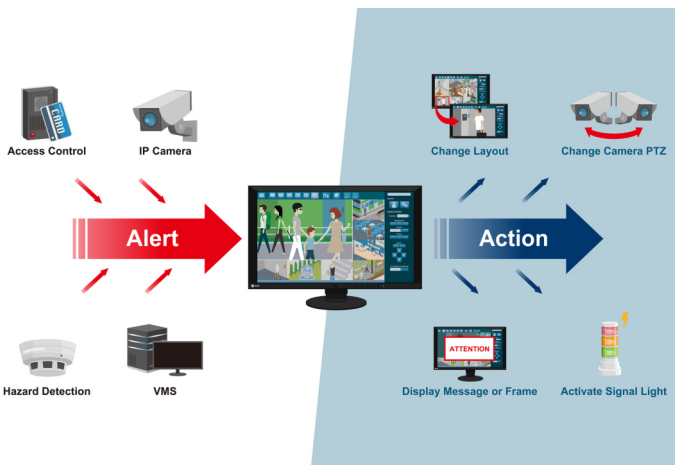 Access Control
IP Camera
Change Layout
Change Camera PTZ
CARD
Alert
Action
ATTENTION
Hazard Detection
VMS
Display Message or Frame
Activate Signal Light